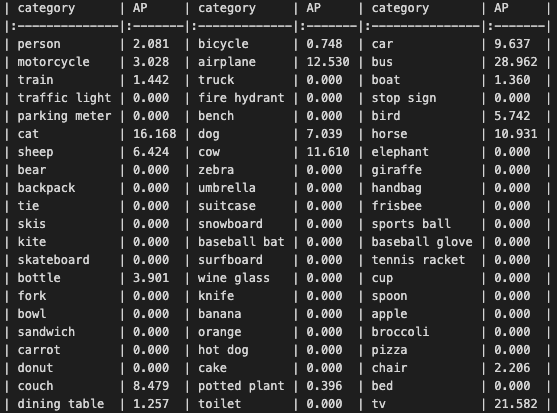 | category | AP | category | AP | category | AP |
|:--------------|:-------|:-------------|:-------|:---------------|:-------|
| person | 2.081 | bicycle | 0.748 | car | 9.637 |
| motorcycle | 3.028 | airplane | 12.530 | bus | 28.962 |
| train | 1.442 | truck | 0.000 | boat | 1.360 |
| traffic light | 0.000 | fire hydrant | 0.000 | stop sign | 0.000 |
| parking meter | 0.000 | bench | 0.000 | bird | 5.742 |
| cat | 16.168 | dog | 7.039 | horse | 10.931 |
| sheep | 6.424 | cow | 11.610 | elephant | 0.000 |
| bear | 0.000 | zebra | 0.000 | giraffe | 0.000 |
| backpack | 0.000 | umbrella | 0.000 | handbag | 0.000 |
| tie | 0.000 | suitcase | 0.000 | frisbee | 0.000 |
| skis | 0.000 | snowboard | 0.000 | sports ball | 0.000 |
| kite | 0.000 | baseball bat | 0.000 | baseball glove | 0.000 |
| skateboard | 0.000 | surfboard | 0.000 | tennis racket | 0.000 |
| bottle | 3.901 | wine glass | 0.000 | cup | 0.000 |
| fork | 0.000 | knife | 0.000 | spoon | 0.000 |
| bowl | 0.000 | banana | 0.000 | apple | 0.000 |
| sandwich | 0.000 | orange | 0.000 | broccoli | 0.000 |
| carrot | 0.000 | hot dog | 0.000 | pizza | 0.000 |
| donut | 0.000 | cake | 0.000 | chair | 2.206 |
| couch | 8.479 | potted plant | 0.396 | bed | 0.000 |
| dining table | 1.257 | toilet | 0.000 | tv | 21.582 |